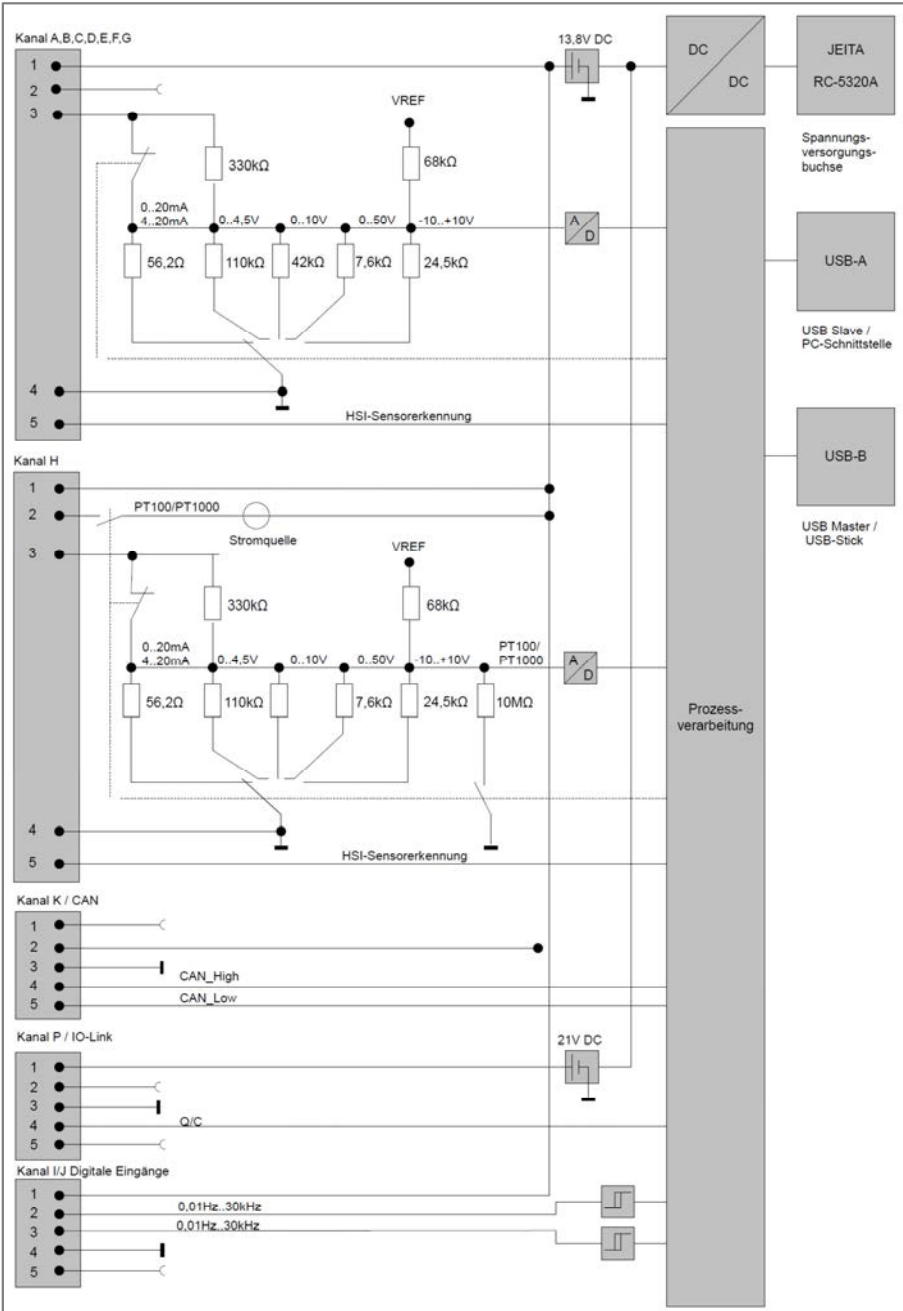 Kanal A,B,C,D,E,F,G
1
2
3
4
5
13,8V DC
VREF
330kΩ
68kΩ
0..20mA
4..20mA
0..4,5V
0..10V
0..50V
-10..+10V
56,2Ω
110kΩ
42kΩ
7,6kΩ
24,5kΩ
A
D
HSI-Sensorerkennung
DC
DC
JEITA
RC-5320A
Spannungs-
versorgungs-
buchse
USB-A
USB Slave /
PC-Schnittstelle
USB-B
USB Master /
USB-Stick
Prozess-
verarbeitung
Kanal H
1
2
3
4
5
PT100/PT1000
Stromquelle
VREF
330kΩ
68kΩ
0..20mA
4..20mA
0..4,5V
0..10V
0..50V
-10..+10V
PT100/
PT1000
56,2Ω
110kΩ
7,6kΩ
24,5kΩ
10MΩ
A
D
HSI-Sensorerkennung
Kanal K / CAN
1
2
3
4
5
CAN_High
CAN_Low
Kanal P / IO-Link
1
2
3
4
5
21V DC
Q/C
Kanal I/J Digitale Eingänge
1
2
3
4
5
0,01Hz..30kHz
0,01Hz..30kHz